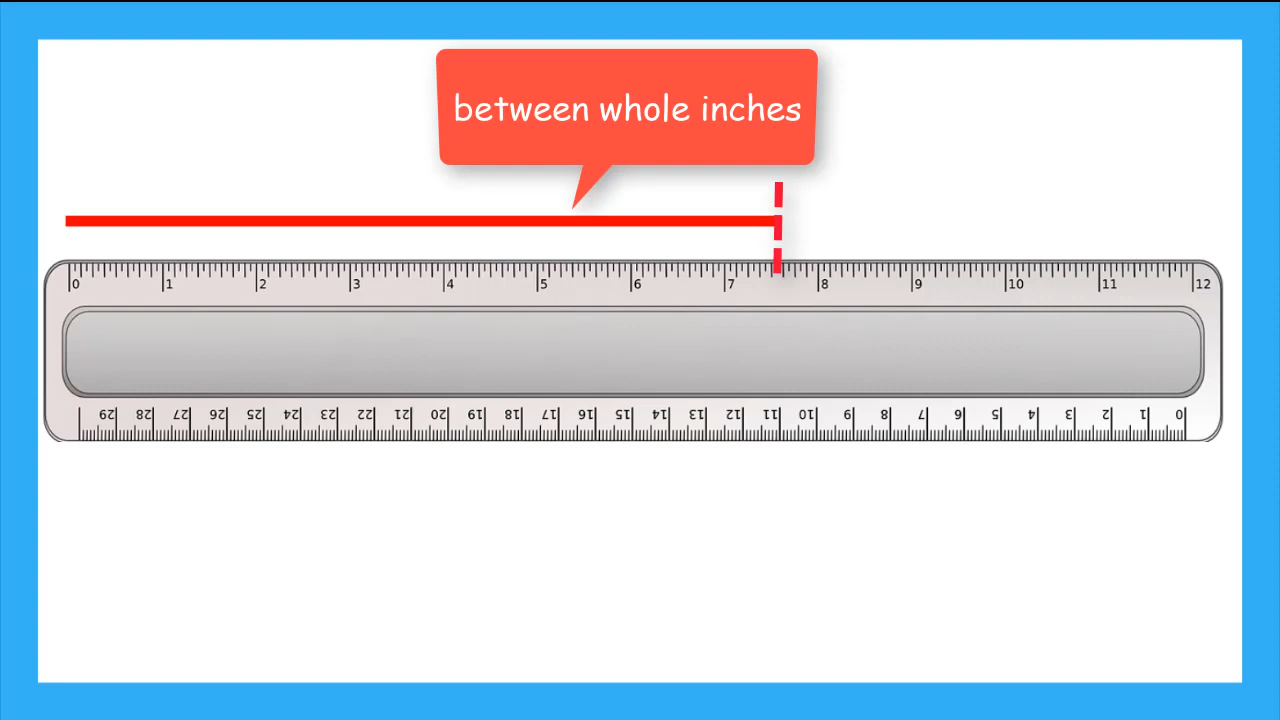 between whole inches
0 1 2 3 4 5 6 7 8 9 10 11 12
29 28 27 26 25 24 23 22 21 20 19 18 17 16 15 14 13 12 11 10 9 8 7 6 5 4 3 2 1 0